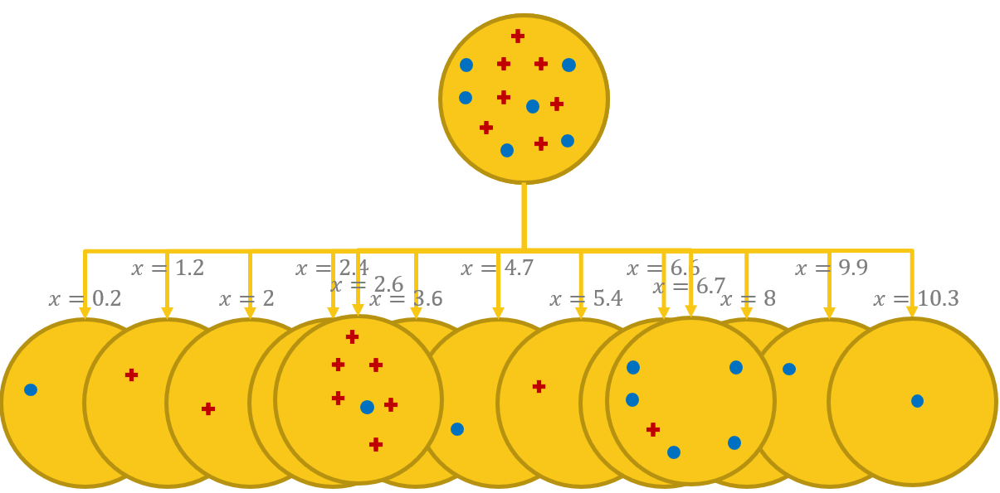 x = 1.2
x = 2.4
x = 4.7
x = 6.6
x = 9.9
x = 2.6
x = 6.7
x = 0.2
x = 2
x = 3.6
x = 5.4
x = 8
x = 10.3